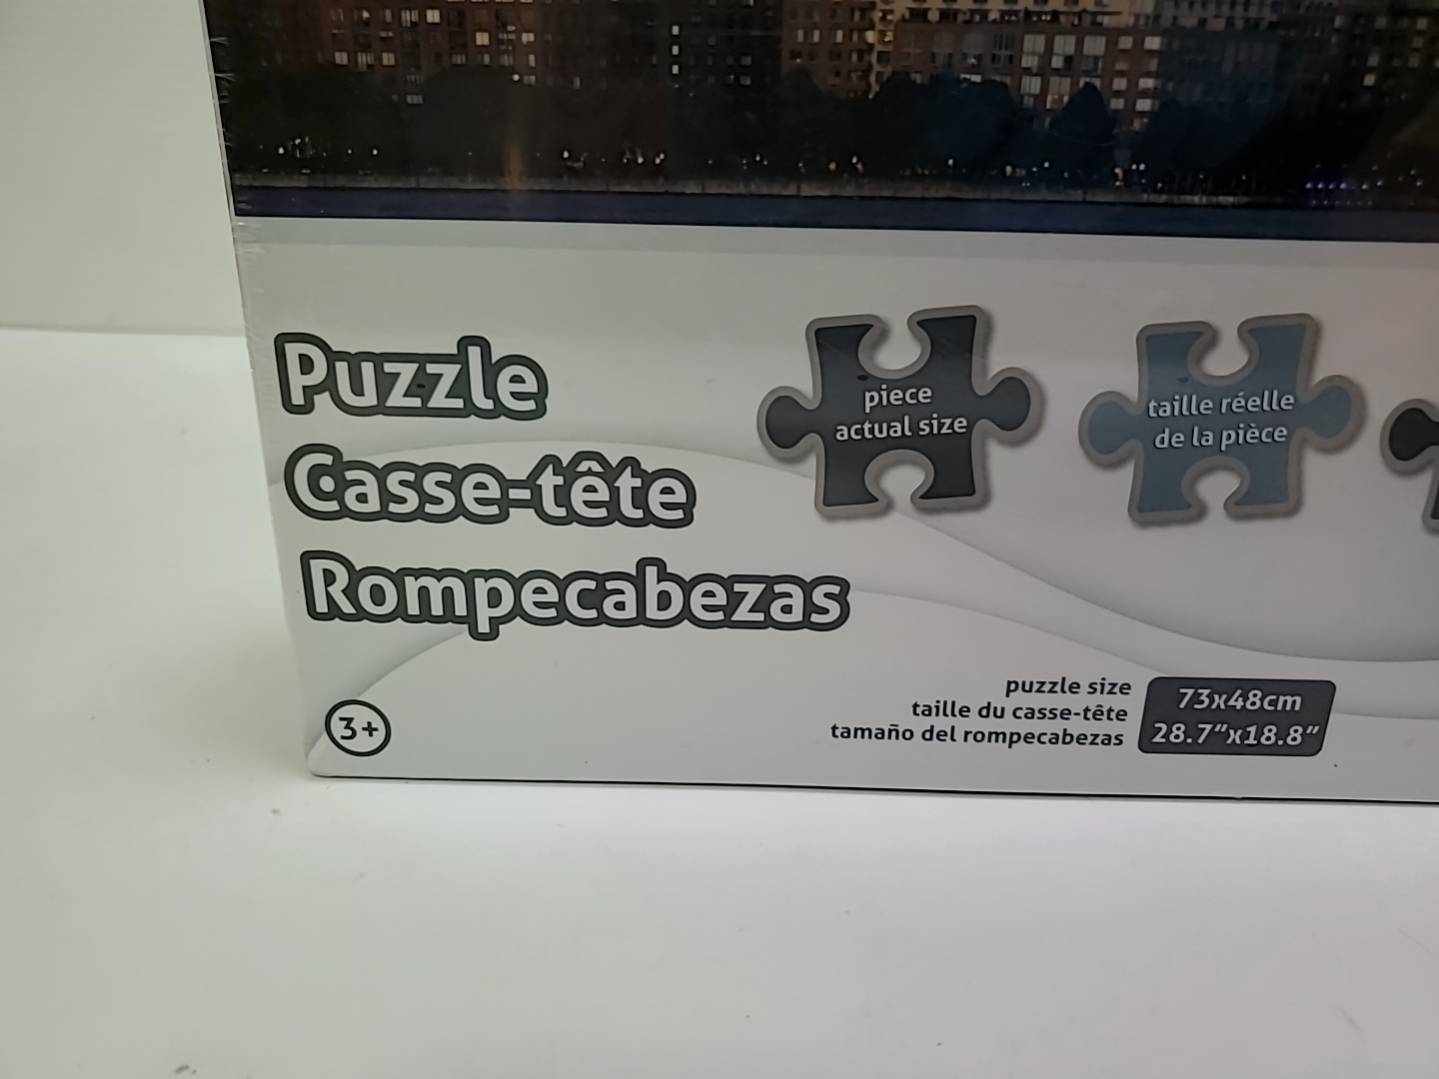 Puzzle
Casse-tête
Rompecabezas
piece
actual size
taille réelle
de la pièce
3+
puzzle size
taille du casse-tête
tamaño del rompecabezas
73x48cm
28.7"x18.8"